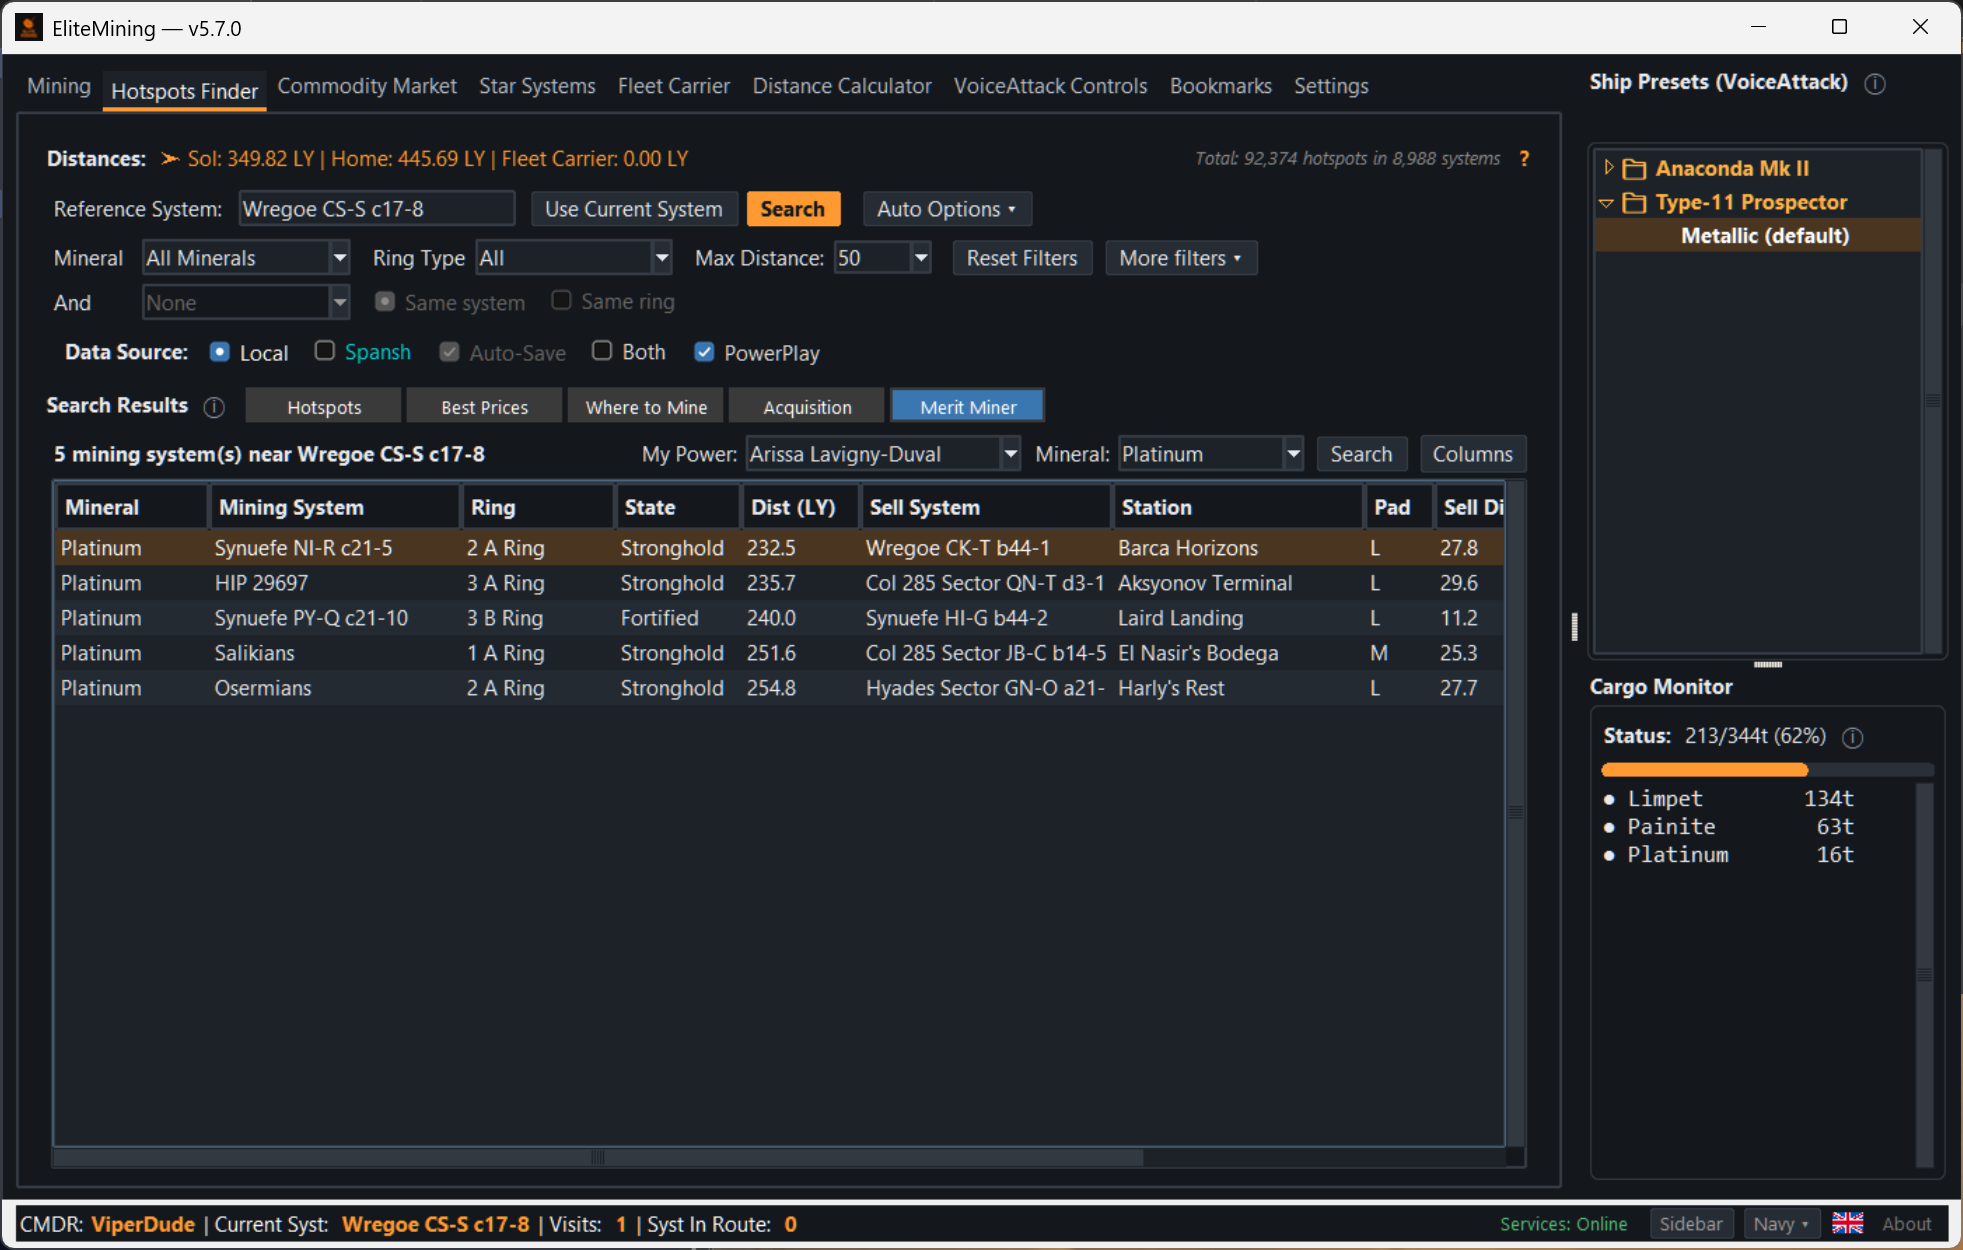 EliteMining — v5.7.0
Mining Hotspots Finder Commodity Market Star Systems Fleet Carrier Distance Calculator VoiceAttack Controls Bookmarks Settings
Distances: ➢ Sol: 349.82 LY | Home: 445.69 LY | Fleet Carrier: 0.00 LY Total: 92,374 hotspots in 8,988 systems ?
Reference System: Wregoe CS-S c17-8 Use Current System Search Auto Options
Mineral All Minerals Ring Type All Max Distance: 50 Reset Filters More filters
And None Same system Same ring
Data Source: Local Spansh Auto-Save Both PowerPlay
Search Results Hotspots Best Prices Where to Mine Acquisition Merit Miner
5 mining system(s) near Wregoe CS-S c17-8 My Power: Arissa Lavigny-Duval Mineral: Platinum Search Columns
Mineral Mining System Ring State Dist (LY) Sell System Station Pad Sell Di
Platinum Synuefe NI-R c21-5 2 A Ring Stronghold 232.5 Wregoe CK-T b44-1 Barca Horizons L 27.8
Platinum HIP 29697 3 A Ring Stronghold 235.7 Col 285 Sector QN-T d3-1 Aksyonov Terminal L 29.6
Platinum Synuefe PY-Q c21-10 3 B Ring Fortified 240.0 Synuefe HI-G b44-2 Laird Landing L 11.2
Platinum Salikians 1 A Ring Stronghold 251.6 Col 285 Sector JB-C b14-5 El Nasir's Bodega M 25.3
Platinum Osermians 2 A Ring Stronghold 254.8 Hyades Sector GN-O a21- Harly's Rest L 27.7
Ship Presets (VoiceAttack)
Anaconda Mk II
Type-11 Prospector
Metallic (default)
Cargo Monitor
Status: 213/344t (62%)
• Limpet 134t
• Painite 63t
• Platinum 16t
CMDR: ViperDude | Current Syst: Wregoe CS-S c17-8 | Visits: 1 | Syst In Route: 0 Services: Online Sidebar Navy About